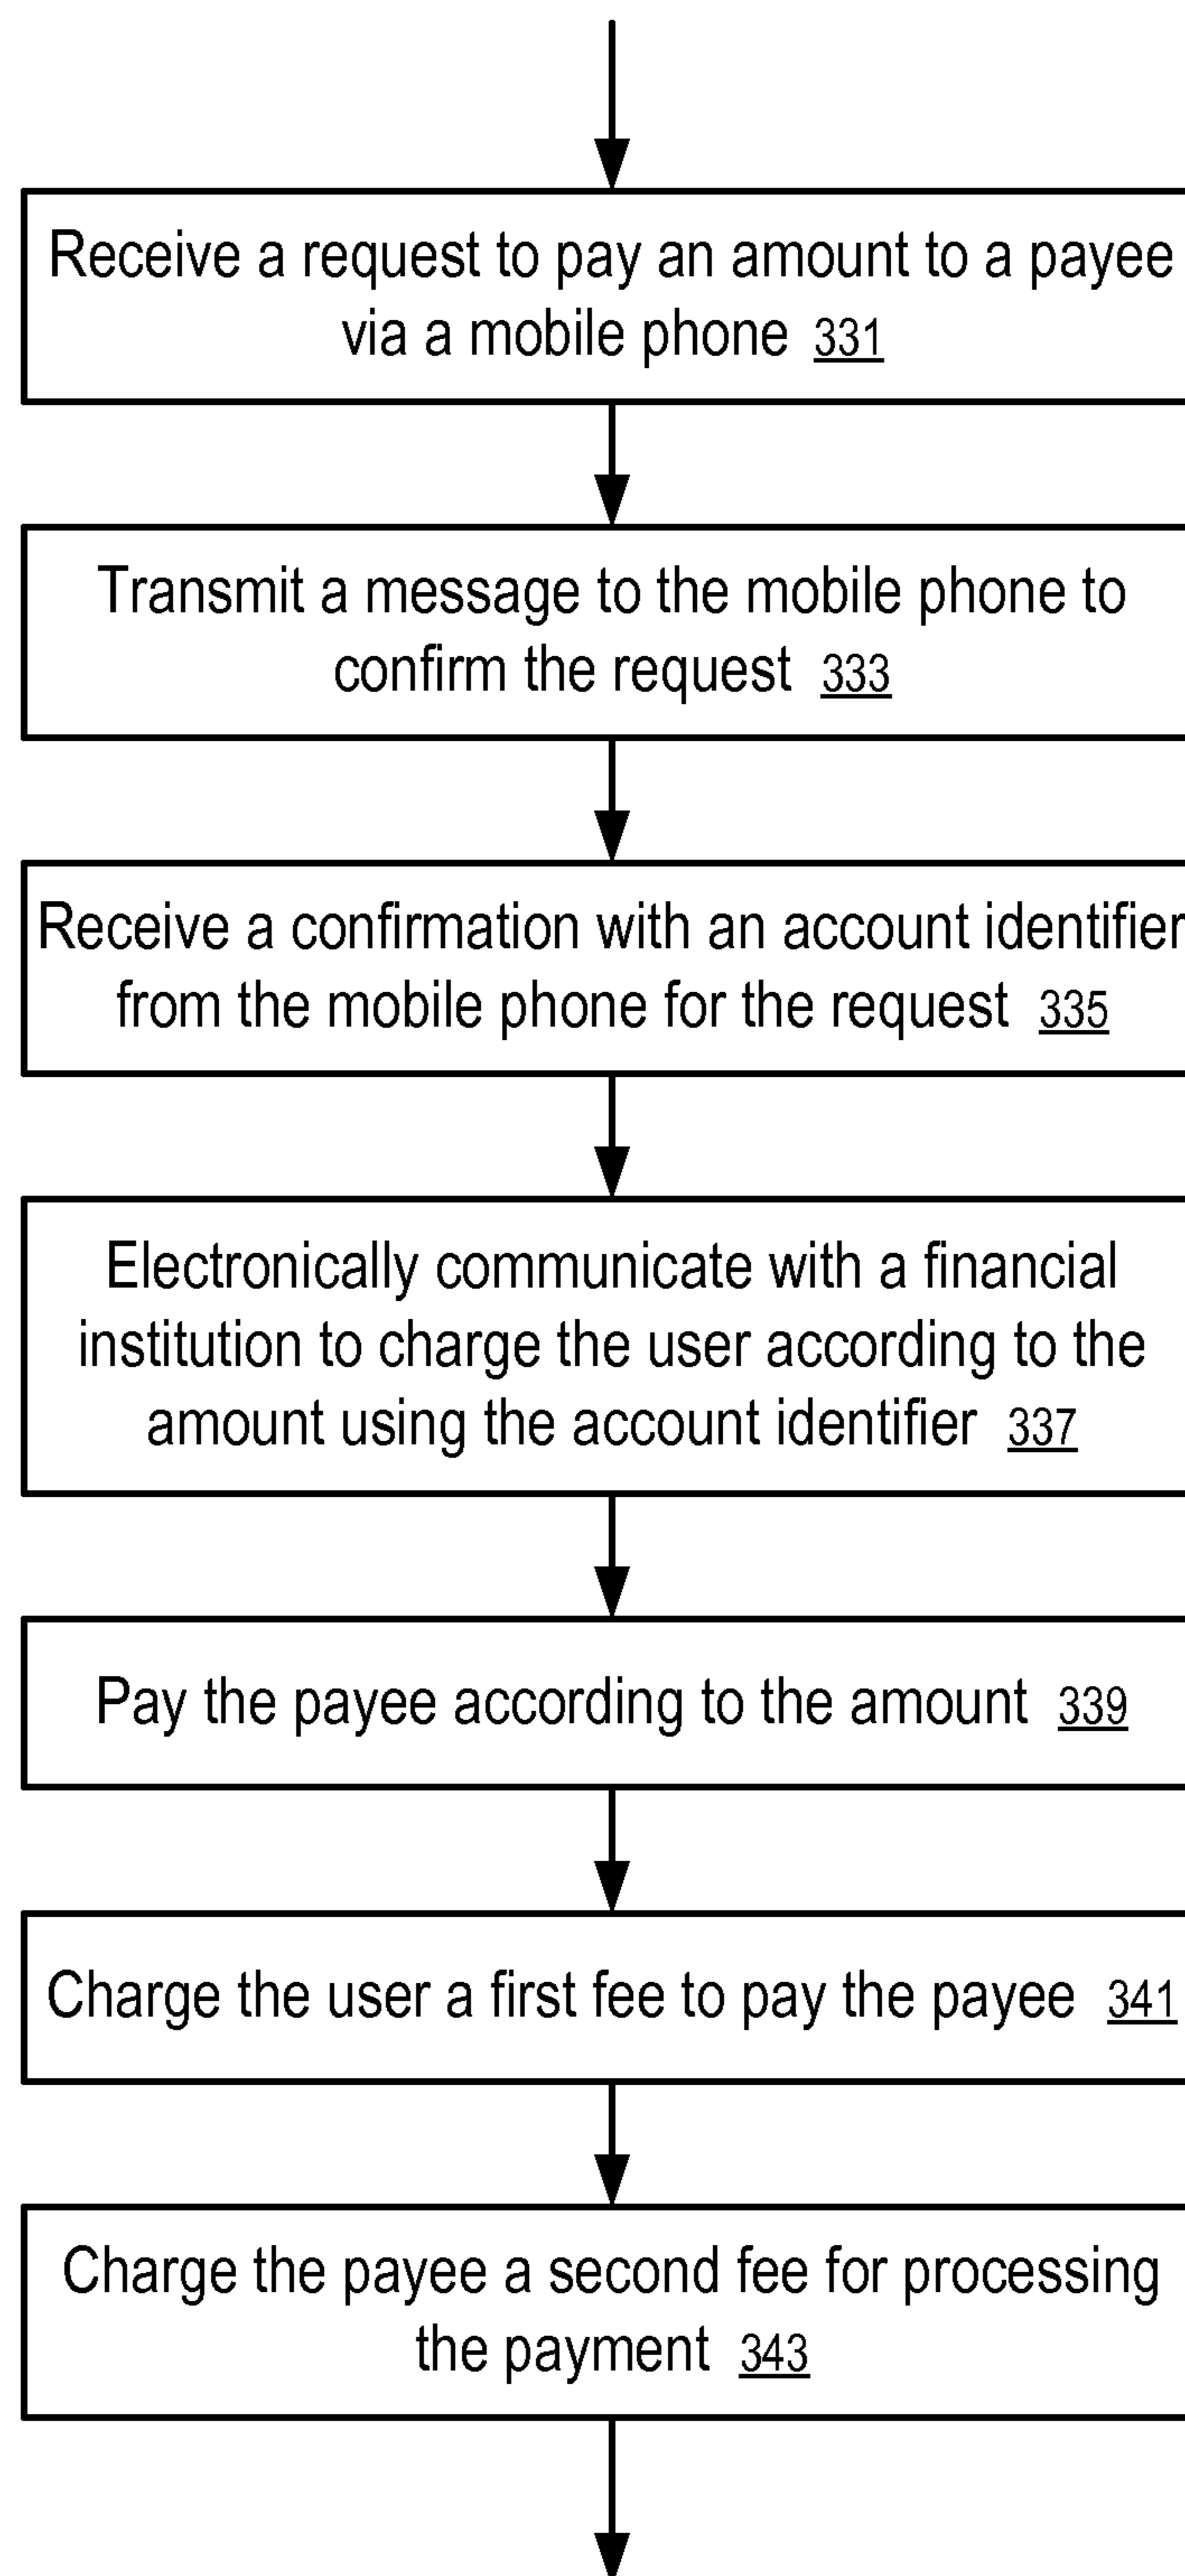 Receive a request to pay an amount to a payee
via a mobile phone 331
Transmit a message to the mobile phone to
confirm the request 333
Receive a confirmation with an account identifier
from the mobile phone for the request 335
Electronically communicate with a financial
institution to charge the user according to the
amount using the account identifier 337
Pay the payee according to the amount 339
Charge the user a first fee to pay the payee 341
Charge the payee a second fee for processing
the payment 343